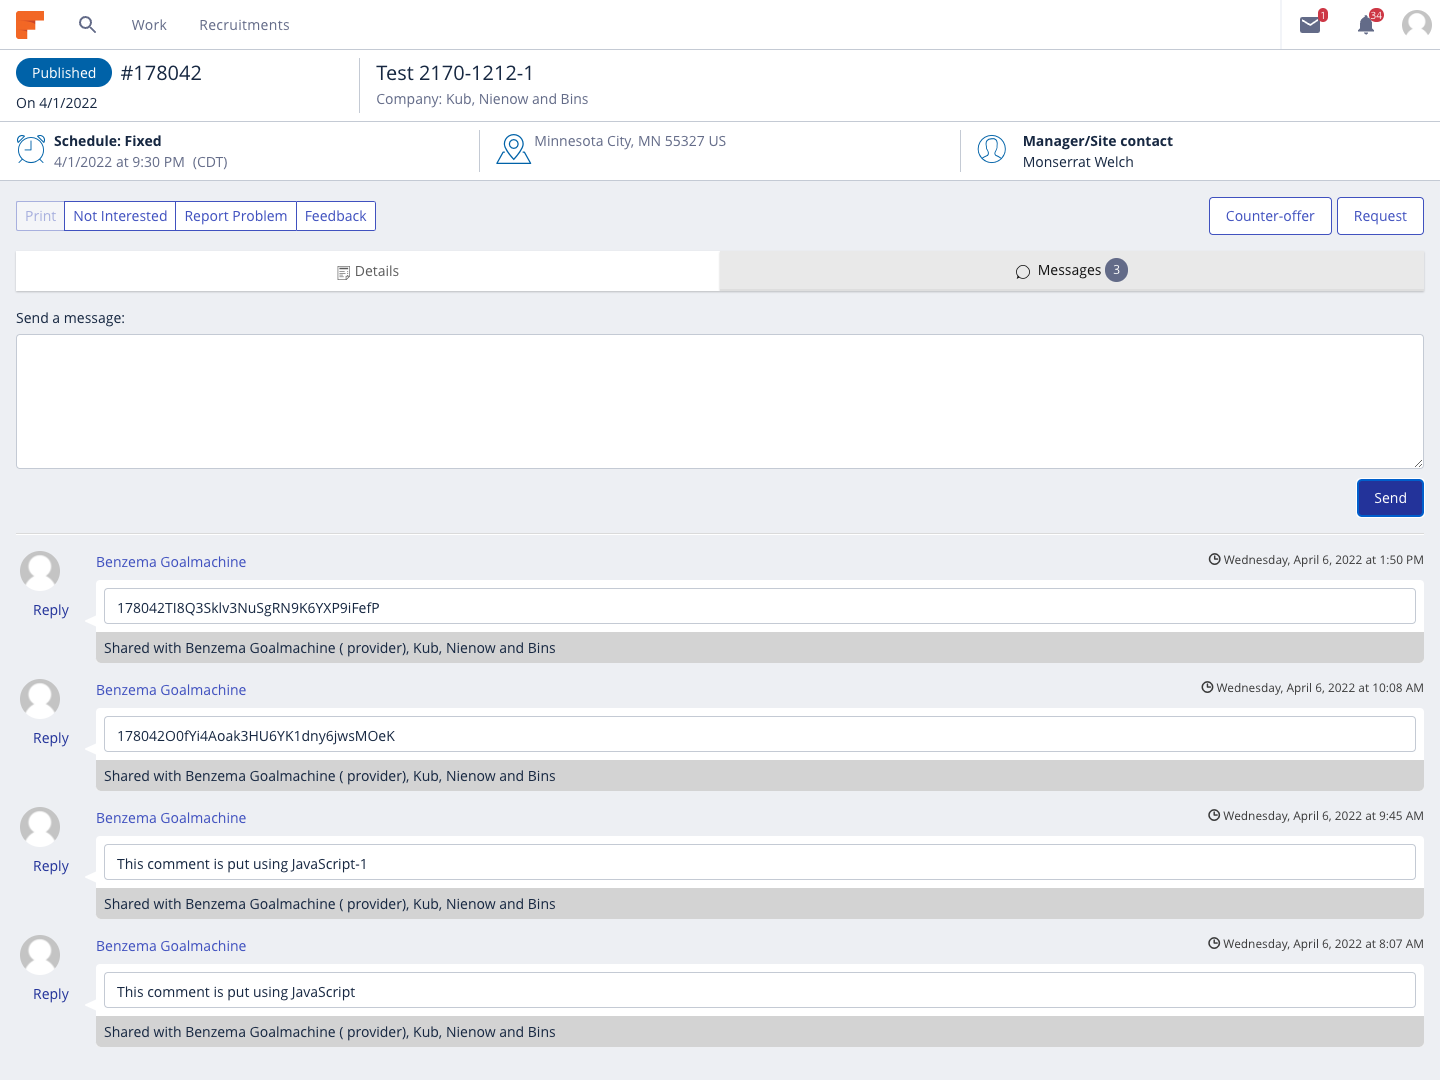 Work
Recruitments
1
34
Published #178042
On 4/1/2022
Test 2170-1212-1
Company: Kub, Nienow and Bins
Schedule: Fixed
4/1/2022 at 9:30 PM (CDT)
Minnesota City, MN 55327 US
Manager/Site contact
Monserrat Welch
Print
Not Interested
Report Problem
Feedback
Counter-offer
Request
Details
Messages 3
Send a message:
Send
Benzema Goalmachine
Wednesday, April 6, 2022 at 1:50 PM
Reply
178042TI8Q3Sklv3NuSgRN9K6YXP9iFefP
Shared with Benzema Goalmachine ( provider), Kub, Nienow and Bins
Benzema Goalmachine
Wednesday, April 6, 2022 at 10:08 AM
Reply
178042O0fYi4Aoak3HU6YK1dny6jwsMOeK
Shared with Benzema Goalmachine ( provider), Kub, Nienow and Bins
Benzema Goalmachine
Wednesday, April 6, 2022 at 9:45 AM
Reply
This comment is put using JavaScript-1
Shared with Benzema Goalmachine ( provider), Kub, Nienow and Bins
Benzema Goalmachine
Wednesday, April 6, 2022 at 8:07 AM
Reply
This comment is put using JavaScript
Shared with Benzema Goalmachine ( provider), Kub, Nienow and Bins